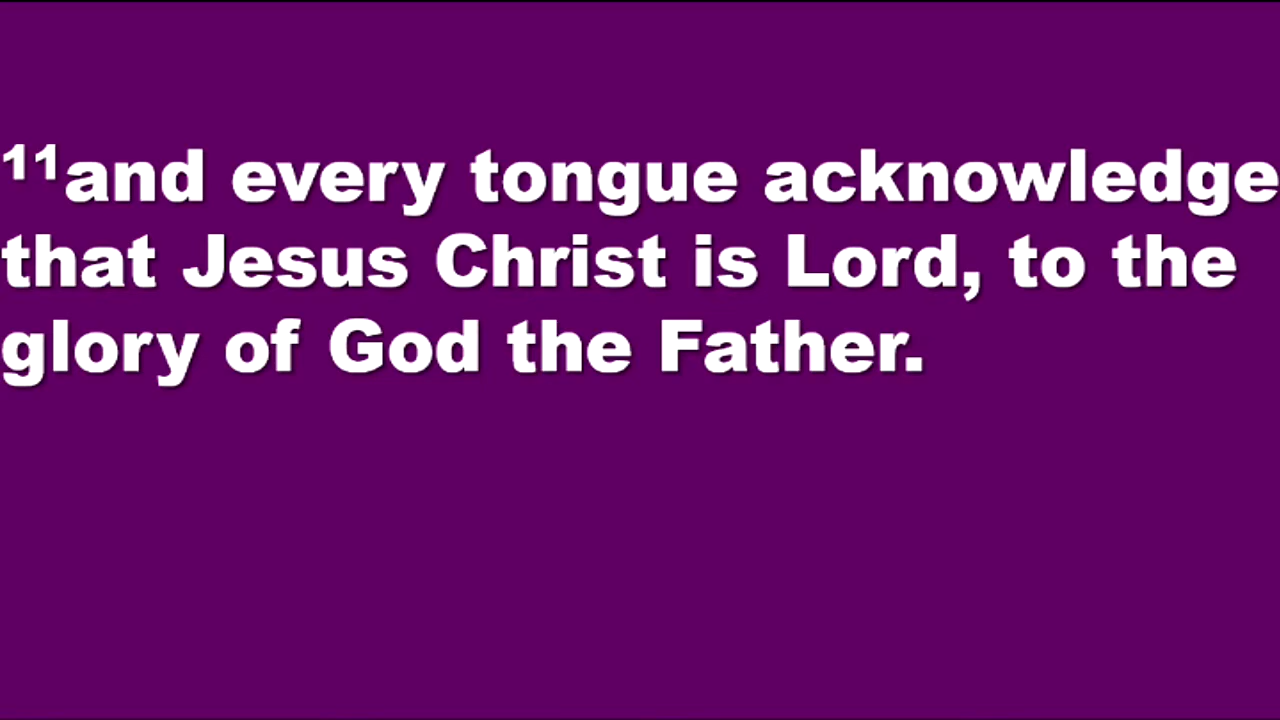 ¹¹and every tongue acknowledge
that Jesus Christ is Lord, to the
glory of God the Father.